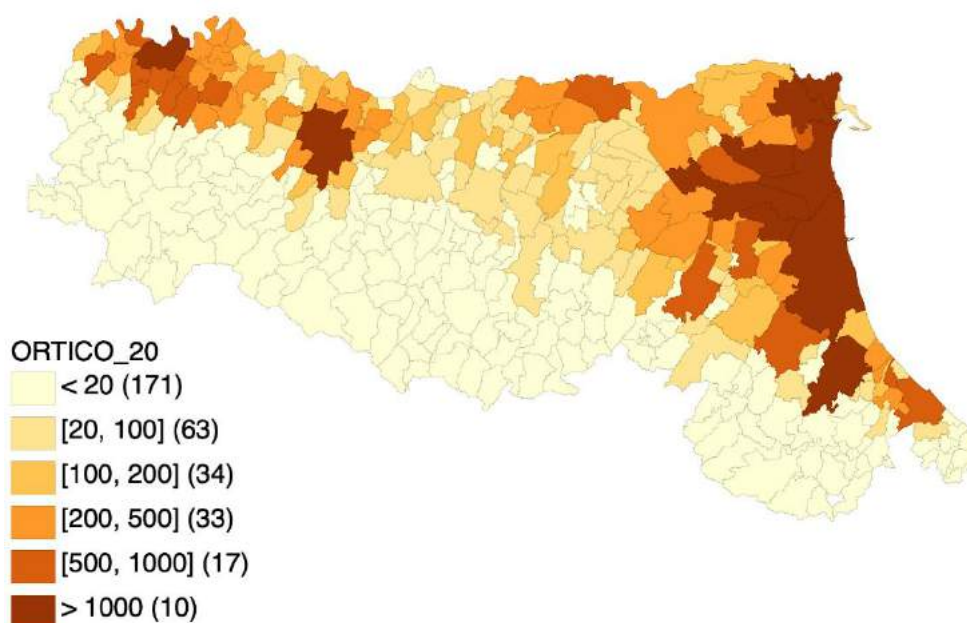 ORTICO_20
< 20 (171)
[20, 100] (63)
[100, 200] (34)
[200, 500] (33)
[500, 1000] (17)
> 1000 (10)